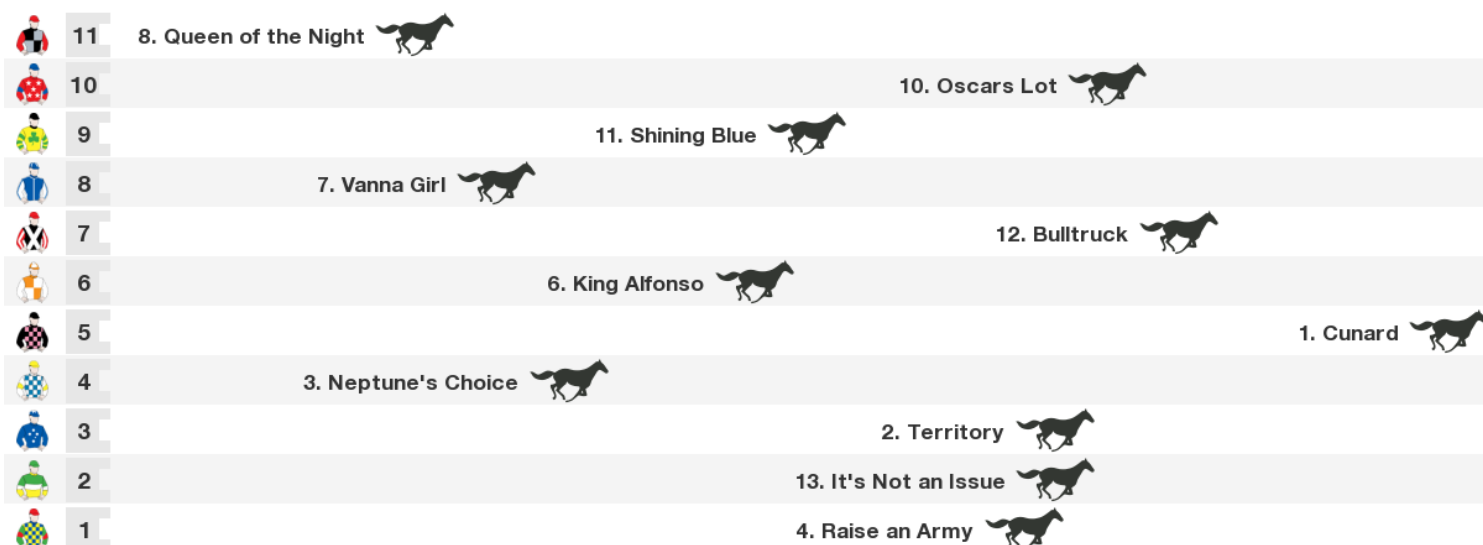 11 8. Queen of the Night
10 10. Oscars Lot
9 11. Shining Blue
8 7. Vanna Girl
7 12. Bulltruck
6 6. King Alfonso
5 1. Cunard
4 3. Neptune's Choice
3 2. Territory
2 13. It's Not an Issue
1 4. Raise an Army